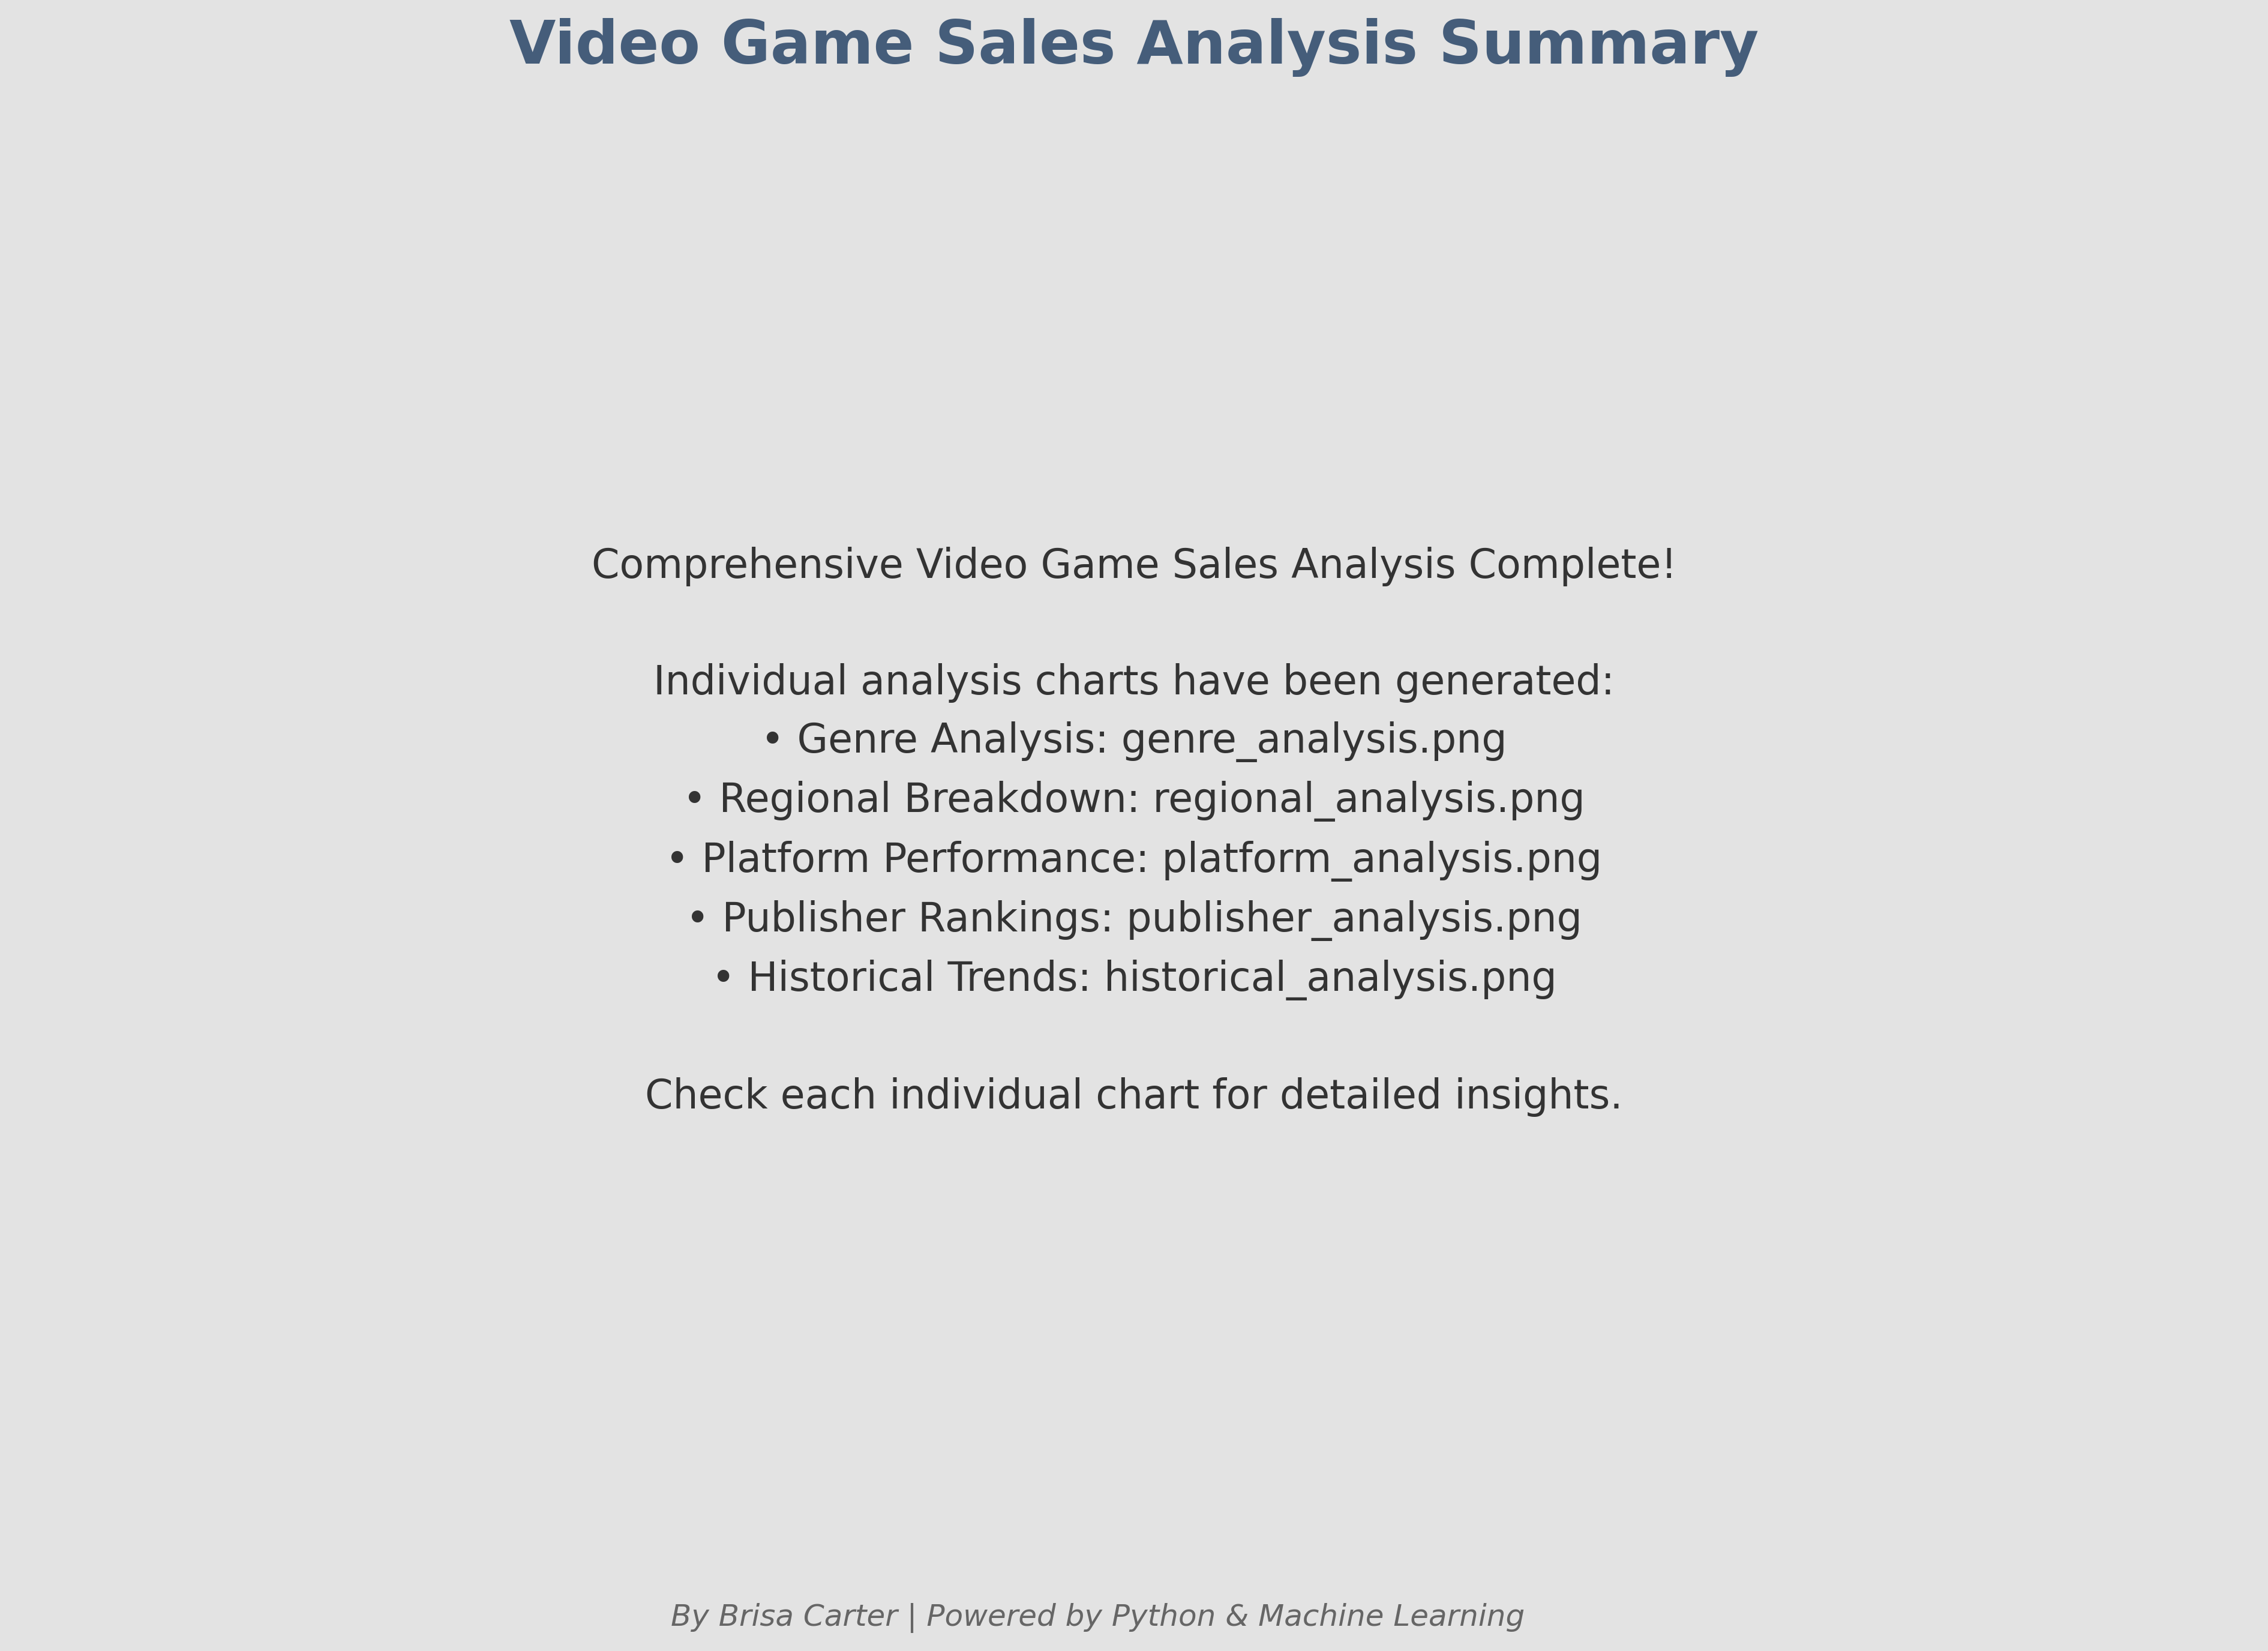 Video Game Sales Analysis Summary
Comprehensive Video Game Sales Analysis Complete!
Individual analysis charts have been generated:
• Genre Analysis: genre_analysis.png
• Regional Breakdown: regional_analysis.png
• Platform Performance: platform_analysis.png
• Publisher Rankings: publisher_analysis.png
• Historical Trends: historical_analysis.png
Check each individual chart for detailed insights.
By Brisa Carter | Powered by Python & Machine Learning